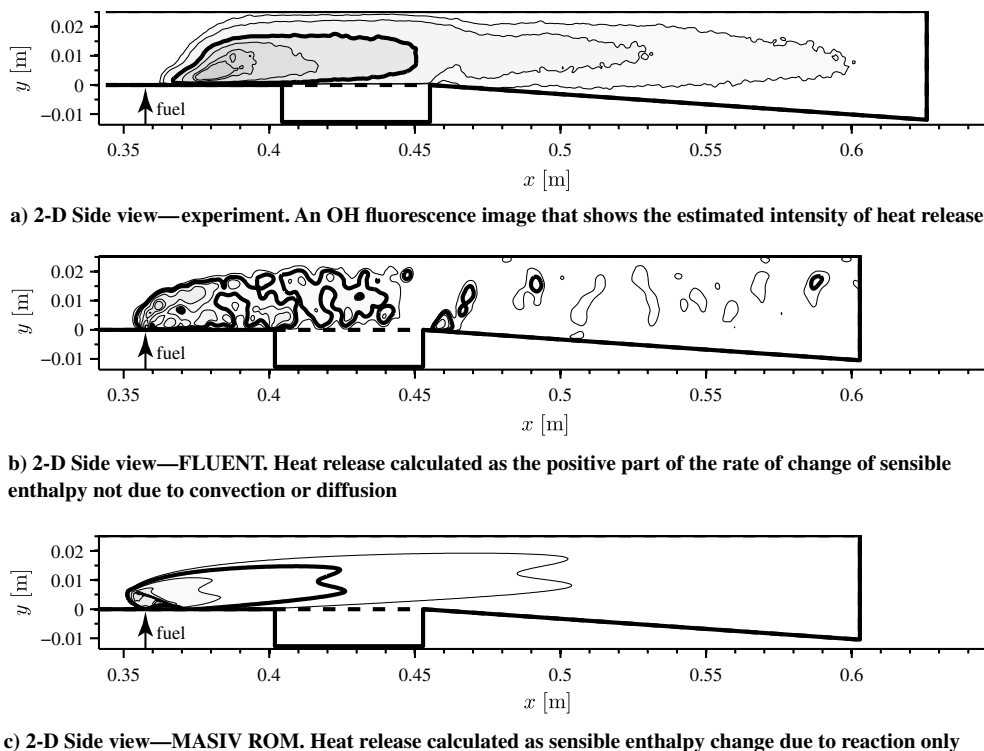 0.02
0.01
0
−0.01
y [m]
fuel
0.35 0.4 0.45 0.5 0.55 0.6
x [m]
a) 2-D Side view—experiment. An OH fluorescence image that shows the estimated intensity of heat release
0.02
0.01
0
−0.01
y [m]
fuel
0.35 0.4 0.45 0.5 0.55 0.6
x [m]
b) 2-D Side view—FLUENT. Heat release calculated as the positive part of the rate of change of sensible
enthalpy not due to convection or diffusion
0.02
0.01
0
−0.01
y [m]
fuel
0.35 0.4 0.45 0.5 0.55 0.6
x [m]
c) 2-D Side view—MASIV ROM. Heat release calculated as sensible enthalpy change due to reaction only